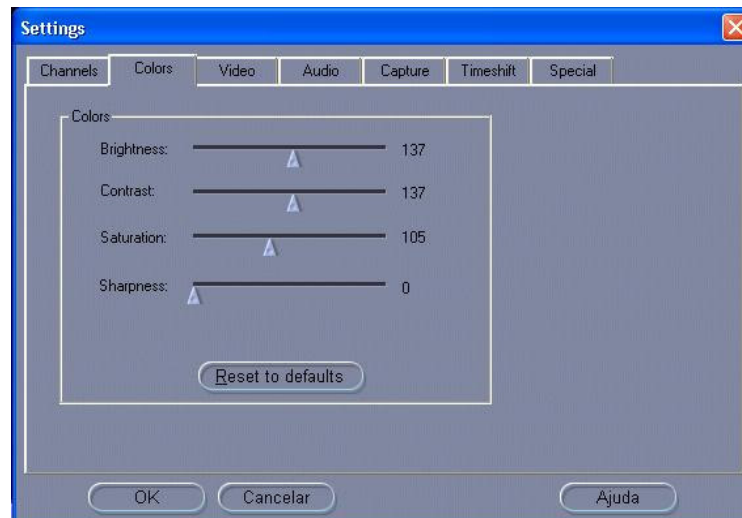 Settings
Channels Colors Video Audio Capture Timeshift Special
Colors
Brightness: 137
Contrast: 137
Saturation: 105
Sharpness: 0
Reset to defaults
OK Cancelar Ajuda